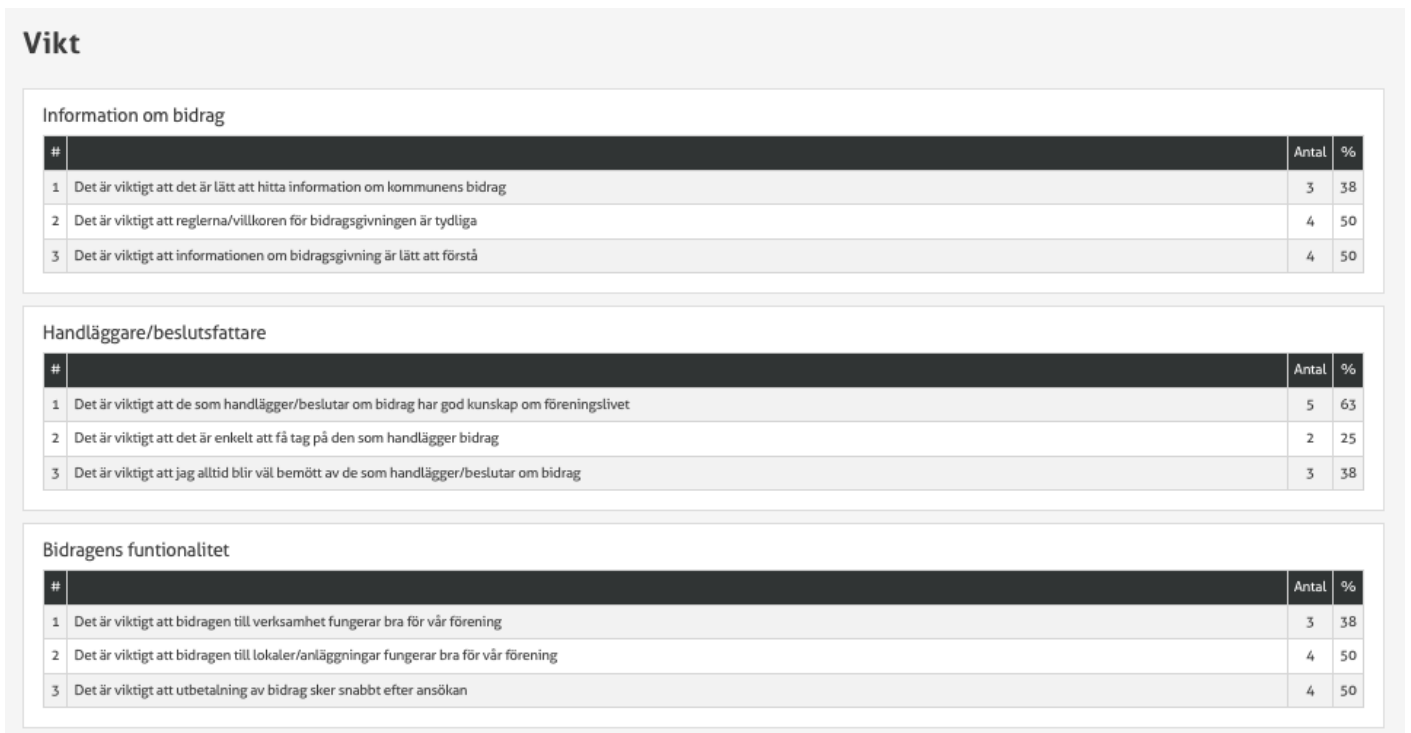 Vikt
Information om bidrag
# Antal %
1 Det är viktigt att det är lätt att hitta information om kommunens bidrag 3 38
2 Det är viktigt att reglerna/villkoren för bidragsgivningen är tydliga 4 50
3 Det är viktigt att informationen om bidragsgivning är lätt att förstå 4 50
Handläggare/beslutsfattare
# Antal %
1 Det är viktigt att de som handlägger/beslutar om bidrag har god kunskap om föreningslivet 5 63
2 Det är viktigt att det är enkelt att få tag på den som handlägger bidrag 2 25
3 Det är viktigt att jag alltid blir väl bemött av de som handlägger/beslutar om bidrag 3 38
Bidragens funtionalitet
# Antal %
1 Det är viktigt att bidragen till verksamhet fungerar bra för vår förening 3 38
2 Det är viktigt att bidragen till lokaler/anläggningar fungerar bra för vår förening 4 50
3 Det är viktigt att utbetalning av bidrag sker snabbt efter ansökan 4 50